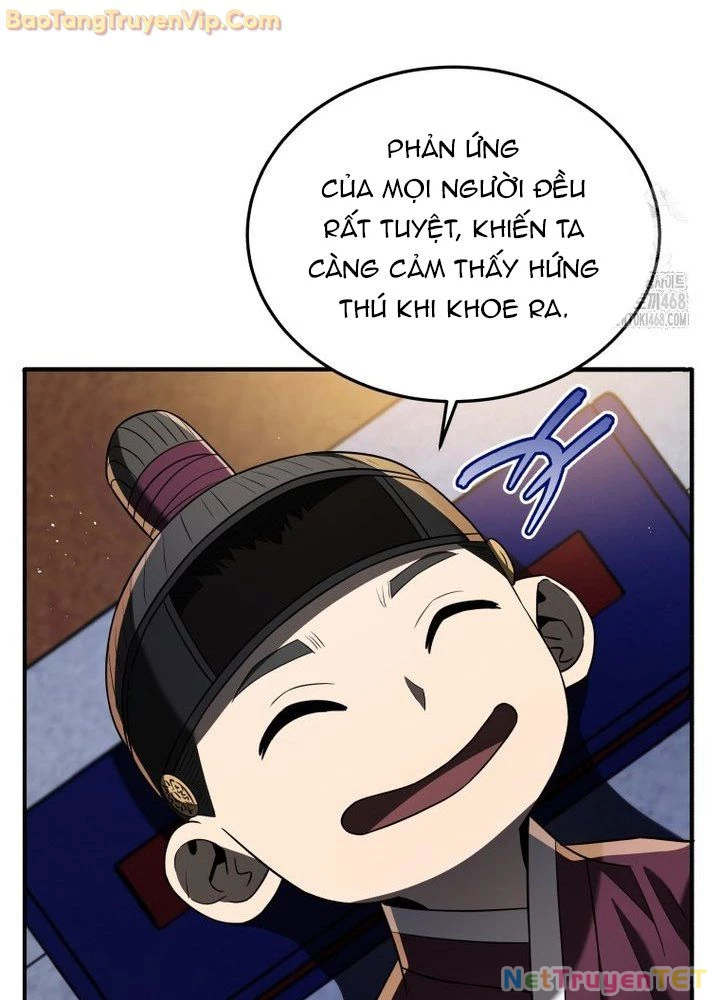 BaoTangTruyenVip.Com
PHẢN ỨNG
CỦA MỌI NGƯỜI ĐỀU
RẤT TUYỆT, KHIẾN TA
CÀNG CẢM THẤY HỨNG
THÚ KHI KHOE RA.
NetTruyenTET